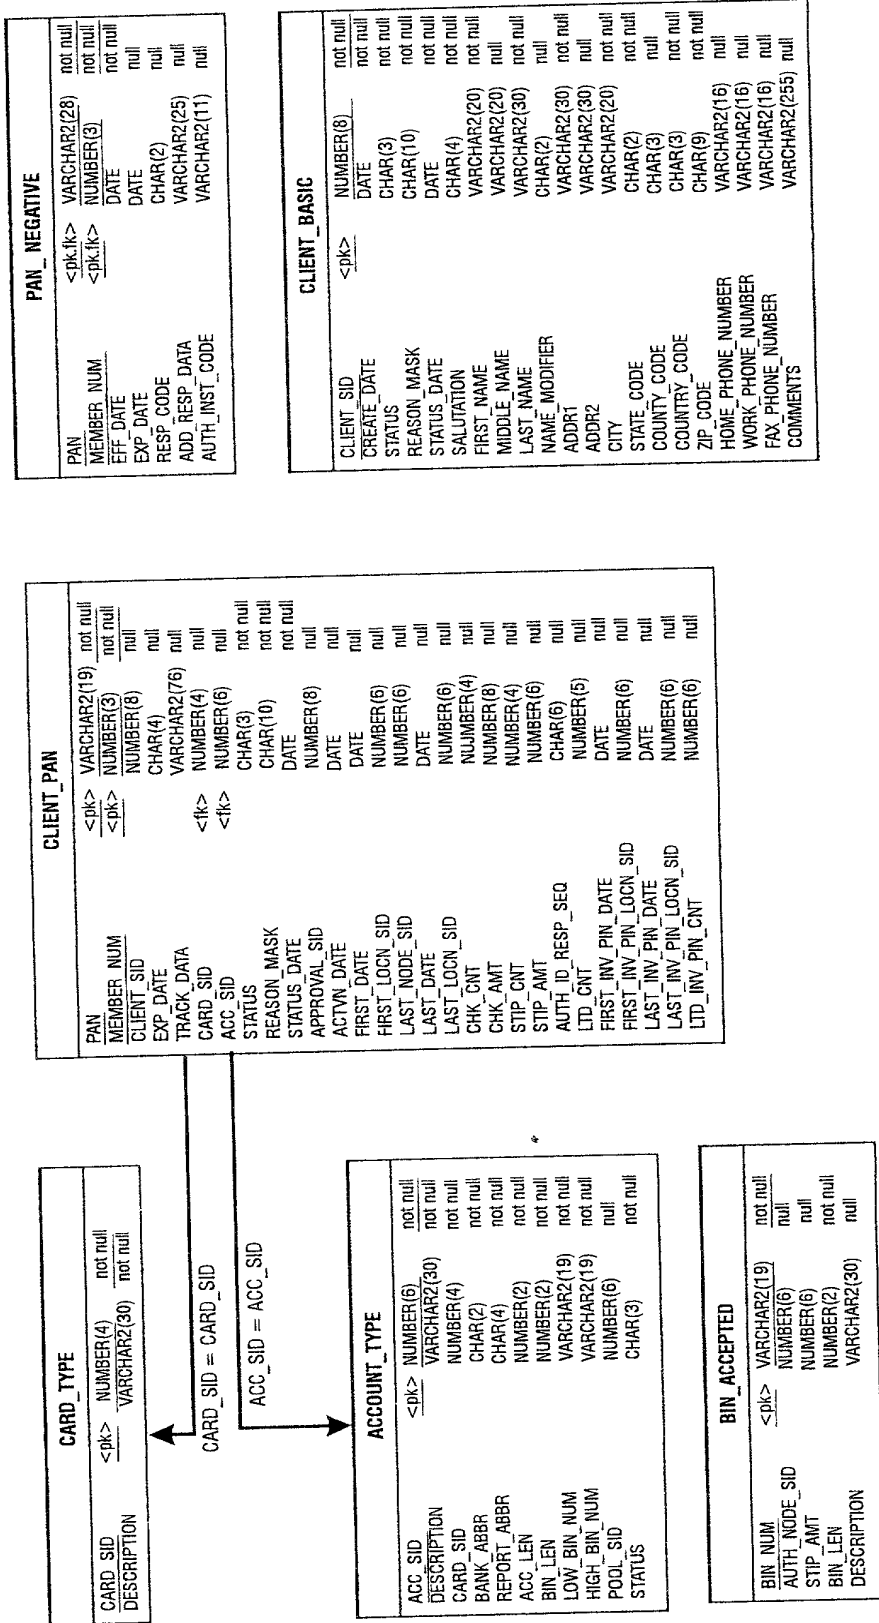 CARD_TYPE
CARD_SID <pk> NUMBER(4) not null
DESCRIPTION VARCHAR2(30) not null
CARD_SID = CARD_SID
ACC_SID = ACC_SID
ACCOUNT_TYPE
ACC_SID <pk> NUMBER(6) not null
DESCRIPTION VARCHAR2(30) not null
CARD_SID NUMBER(4) not null
BANK_ABBR CHAR(2) not null
REPORT_ABBR CHAR(4) not null
ACC_LEN NUMBER(2) not null
BIN_LEN NUMBER(2) not null
LOW_BIN_NUM VARCHAR2(19) not null
HIGH_BIN_NUM VARCHAR2(19) not null
POOL_SID NUMBER(6) null
STATUS CHAR(3) not null
BIN_ACCEPTED
BIN_NUM <pk> VARCHAR2(19) not null
AUTH_NODE_SID NUMBER(6) null
STIP_AMT NUMBER(6) null
BIN_LEN NUMBER(2) not null
DESCRIPTION VARCHAR2(30) null
CLIENT_PAN
PAN <pk> VARCHAR2(19) not null
MEMBER_NUM <pk> NUMBER(3) not null
CLIENT_SID NUMBER(8) null
EXP_DATE CHAR(4) null
TRACK_DATA VARCHAR2(76) null
CARD_SID <fk> NUMBER(4) null
ACC_SID <fk> NUMBER(6) null
STATUS CHAR(3) not null
REASON_MASK CHAR(10) not null
STATUS_DATE DATE not null
APPROVAL_SID NUMBER(8) null
ACTVN_DATE DATE null
FIRST_DATE DATE null
FIRST_LOCN_SID NUMBER(6) null
LAST_NODE_SID NUMBER(6) null
LAST_DATE DATE null
LAST_LOCN_SID NUMBER(6) null
CHK_CNT NUJMBER(4) null
CHK_AMT NUMBER(8) null
STIP_CNT NUMBER(4) null
STIP_AMT NUMBER(6) null
AUTH_ID_RESP_SEQ CHAR(6) null
LTD_CNT NUMBER(5) null
FIRST_INV_PIN_DATE DATE null
FIRST_INV_PIN_LOCN_SID NUMBER(6) null
LAST_INV_PIN_DATE DATE null
LAST_INV_PIN_LOCN_SID NUMBER(6) null
LTD_INV_PIN_CNT NUMBER(6) null
PAN_NEGATIVE
PAN <pk.fk> VARCHAR2(28) not null
MEMBER_NUM <pk.fk> NUMBER(3) not null
EFF_DATE DATE not null
EXP_DATE DATE null
RESP_CODE CHAR(2) null
ADD_RESP_DATA VARCHAR2(25) null
AUTH_INST_CODE VARCHAR2(11) null
CLIENT_BASIC
CLIENT_SID <pk> NUMBER(8) not null
CREATE_DATE DATE not null
STATUS CHAR(3) not null
REASON_MASK CHAR(10) not null
STATUS_DATE DATE not null
SALUTATION CHAR(4) not null
FIRST_NAME VARCHAR2(20) not null
MIDDLE_NAME VARCHAR2(20) null
LAST_NAME VARCHAR2(30) not null
NAME_MODIFIER CHAR(2) null
ADDR1 VARCHAR2(30) not null
ADDR2 VARCHAR2(30) null
CITY VARCHAR2(20) not null
STATE_CODE CHAR(2) not null
COUNTY_CODE CHAR(3) null
COUNTRY_CODE CHAR(3) not null
ZIP_CODE CHAR(9) not null
HOME_PHONE_NUMBER VARCHAR2(16) null
WORK_PHONE_NUMBER VARCHAR2(16) null
FAX_PHONE_NUMBER VARCHAR2(16) null
COMMENTS VARCHAR2(255) null